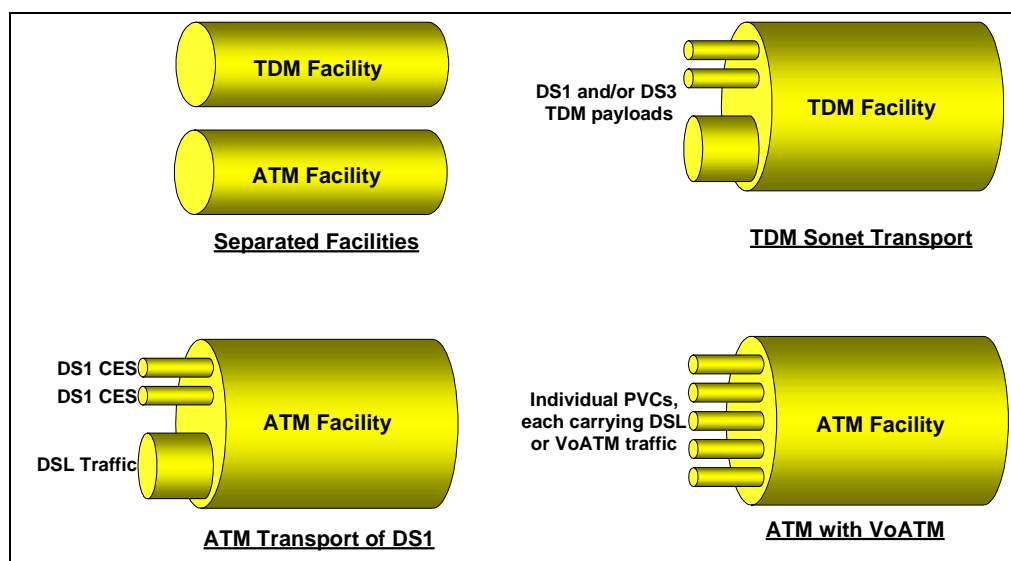 TDM Facility
ATM Facility
Separated Facilities
DS1 and/or DS3
TDM payloads
TDM Facility
TDM Sonet Transport
DS1 CES
DS1 CES
DSL Traffic
ATM Facility
ATM Transport of DS1
Individual PVCs,
each carrying DSL
or VoATM traffic
ATM Facility
ATM with VoATM